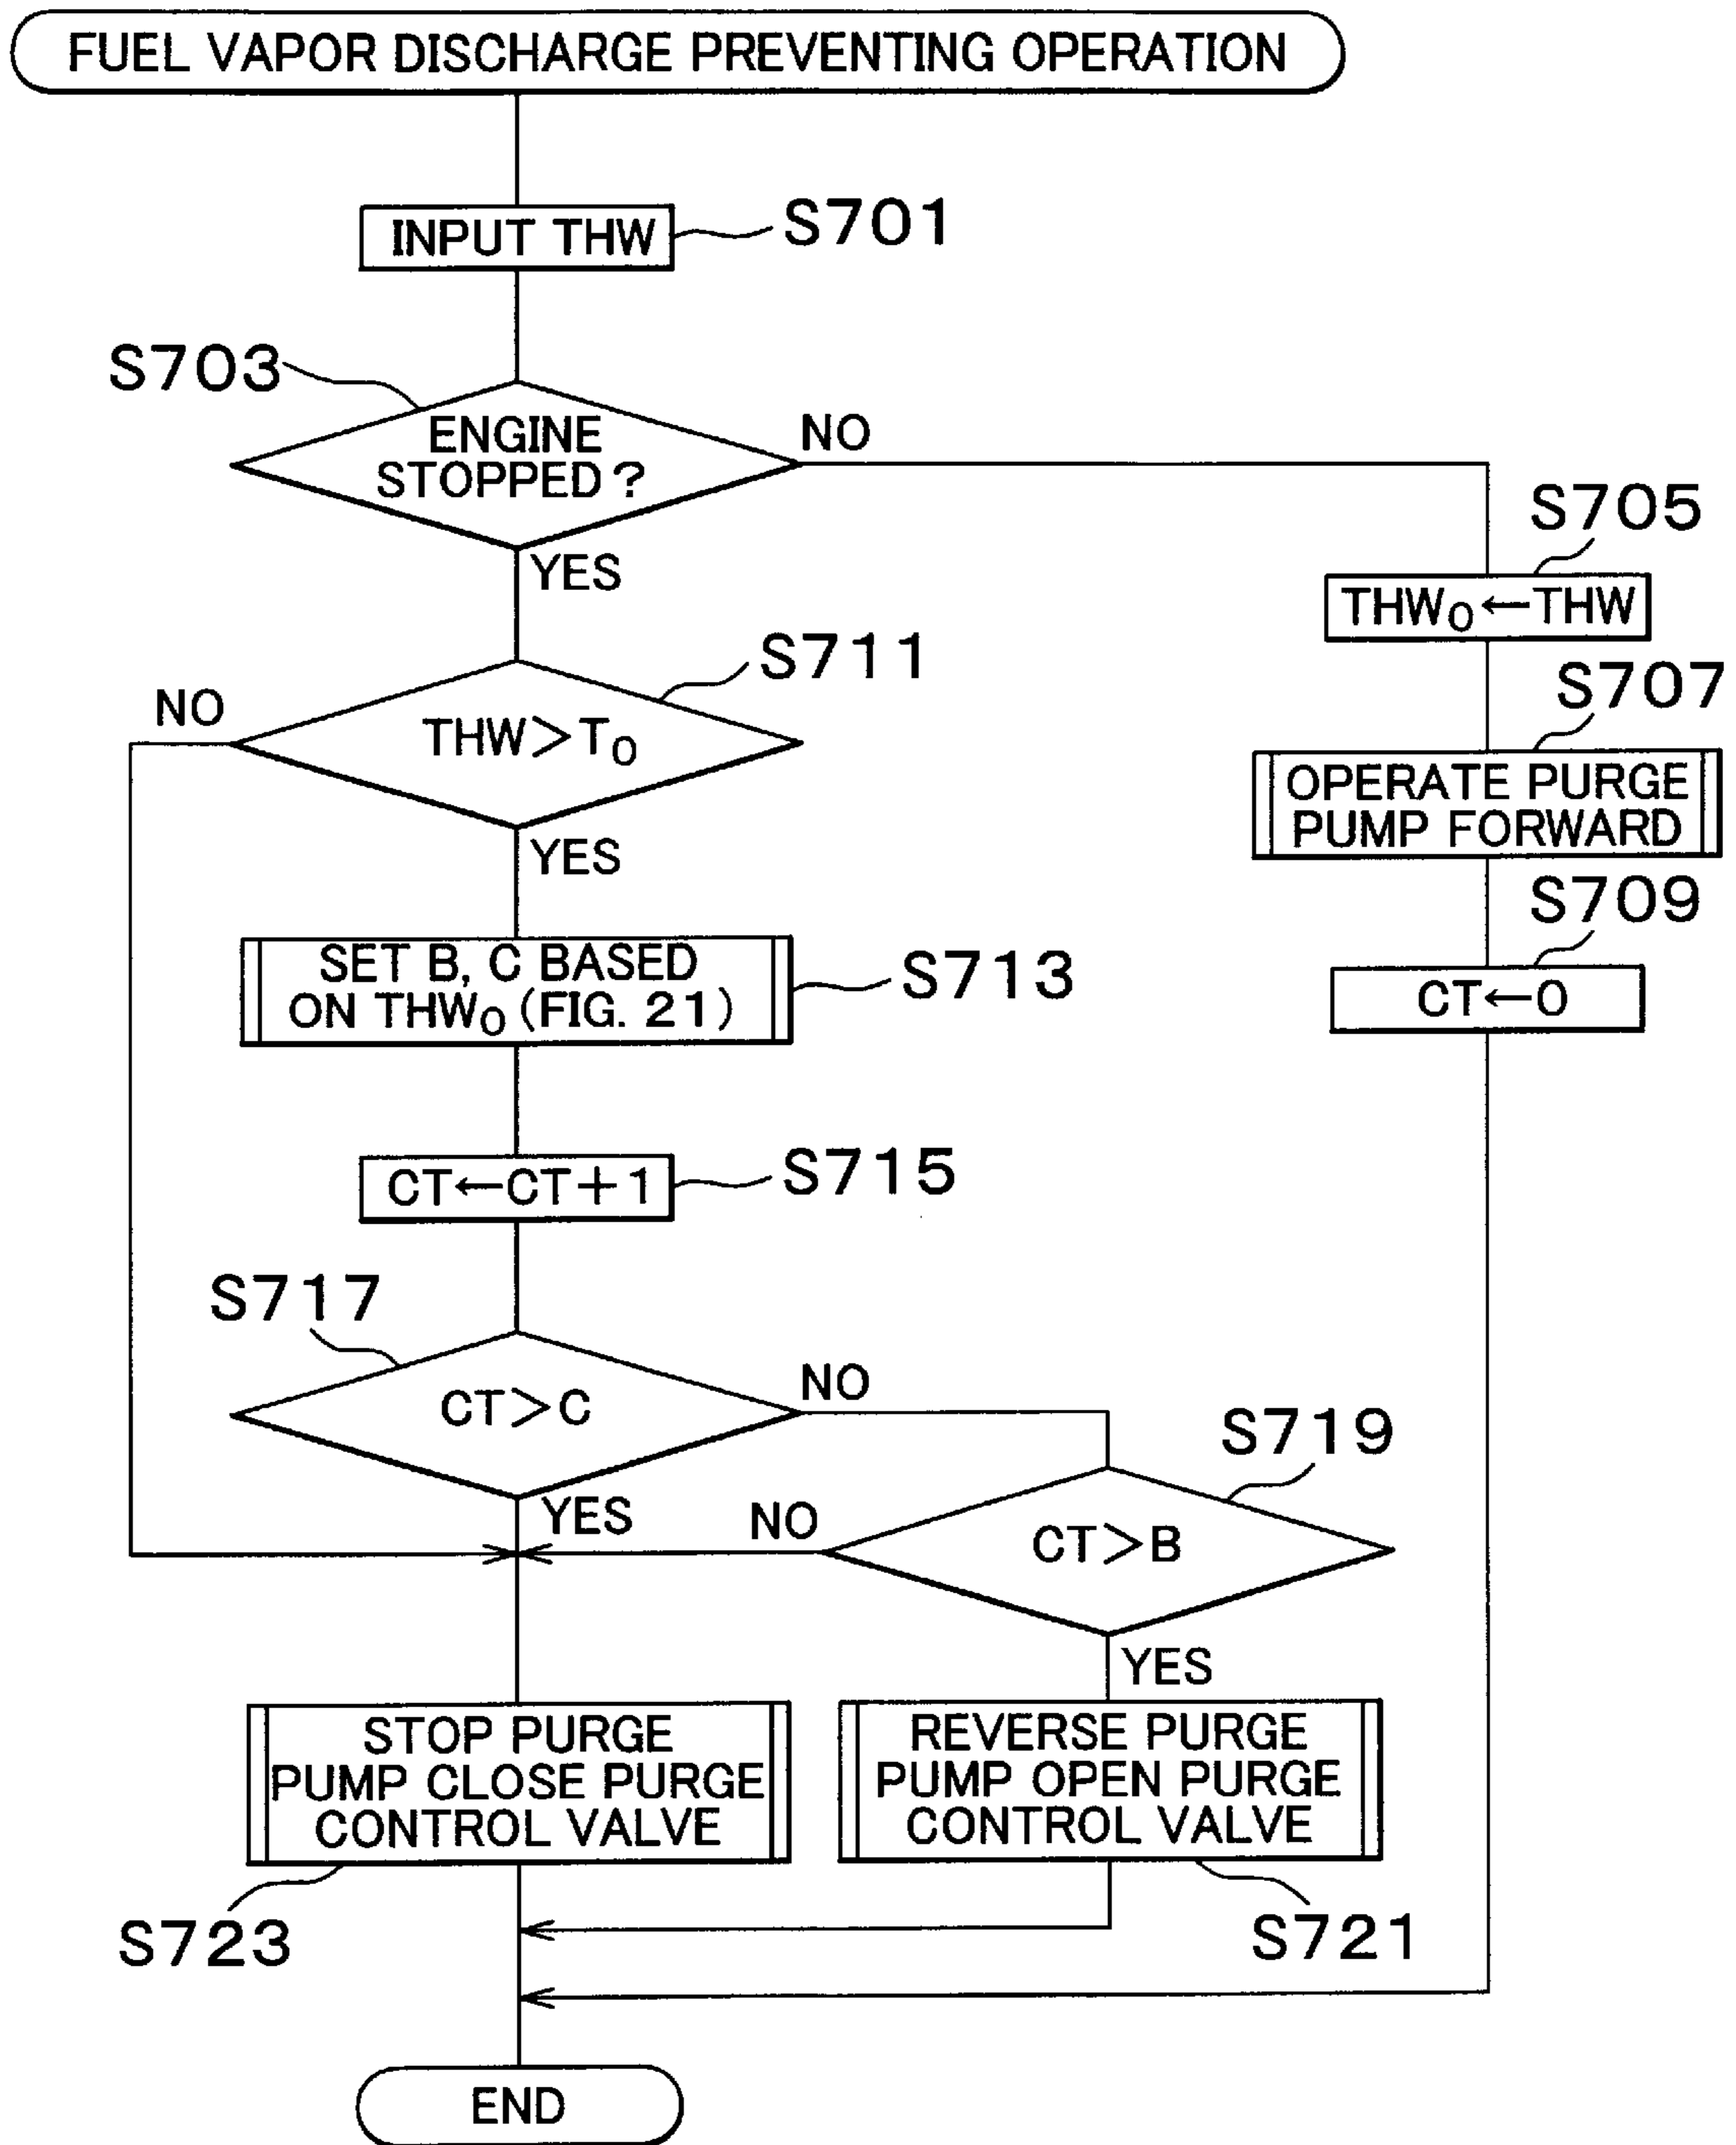 FUEL VAPOR DISCHARGE PREVENTING OPERATION
INPUT THW
S701
S703
ENGINE
STOPPED?
NO
YES
S705
THW₀←THW
S707
OPERATE PURGE
PUMP FORWARD
S709
CT←0
S711
THW>T₀
NO
YES
SET B, C BASED
ON THW₀ (FIG. 21)
S713
CT←CT+1
S715
S717
CT>C
NO
YES
S719
CT>B
NO
YES
STOP PURGE
PUMP CLOSE PURGE
CONTROL VALVE
S723
REVERSE PURGE
PUMP OPEN PURGE
CONTROL VALVE
S721
END